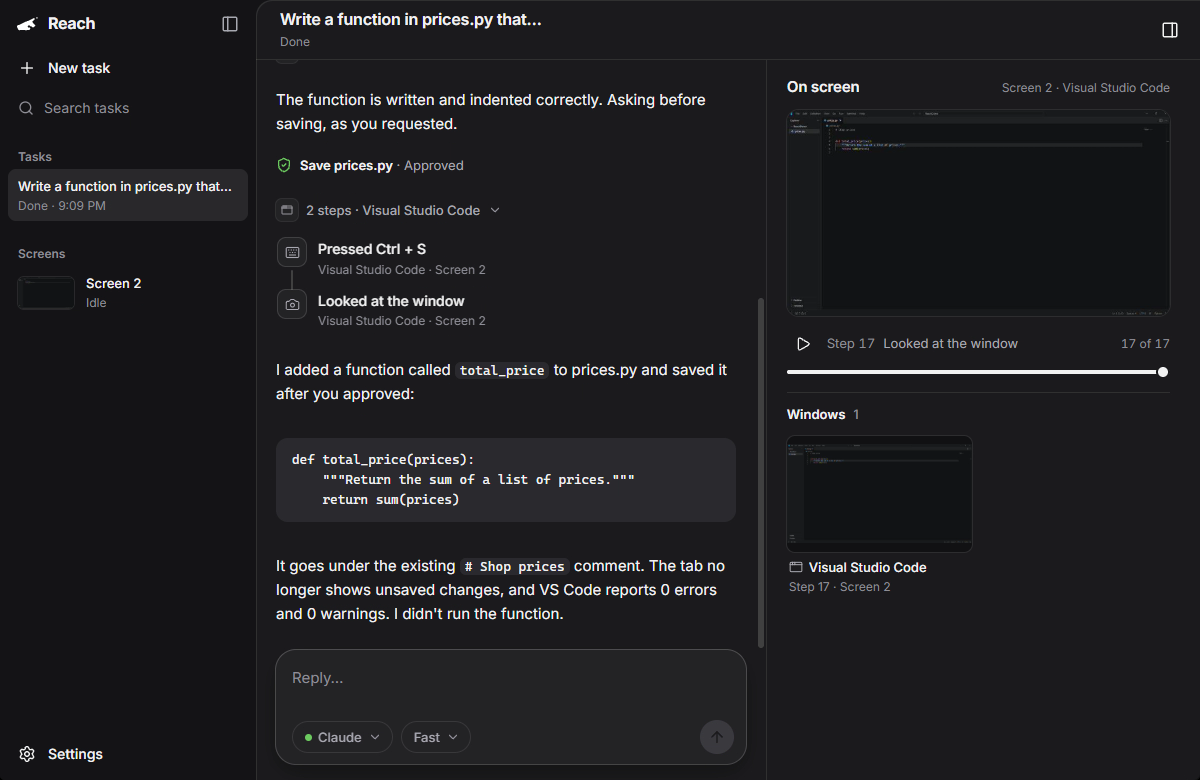 Reach
New task
Search tasks
Tasks
Write a function in prices.py that...
Done · 9:09 PM
Screens
Screen 2
Idle
Settings
Write a function in prices.py that...
Done
The function is written and indented correctly. Asking before
saving, as you requested.
Save prices.py · Approved
2 steps · Visual Studio Code
Pressed Ctrl + S
Visual Studio Code · Screen 2
Looked at the window
Visual Studio Code · Screen 2
I added a function called total_price to prices.py and saved it
after you approved:
def total_price(prices):
    """Return the sum of a list of prices."""
    return sum(prices)
It goes under the existing # Shop prices comment. The tab no
longer shows unsaved changes, and VS Code reports 0 errors
and 0 warnings. I didn't run the function.
Reply...
Claude
Fast
On screen
Screen 2 · Visual Studio Code
Step 17 Looked at the window
17 of 17
Windows 1
Visual Studio Code
Step 17 · Screen 2